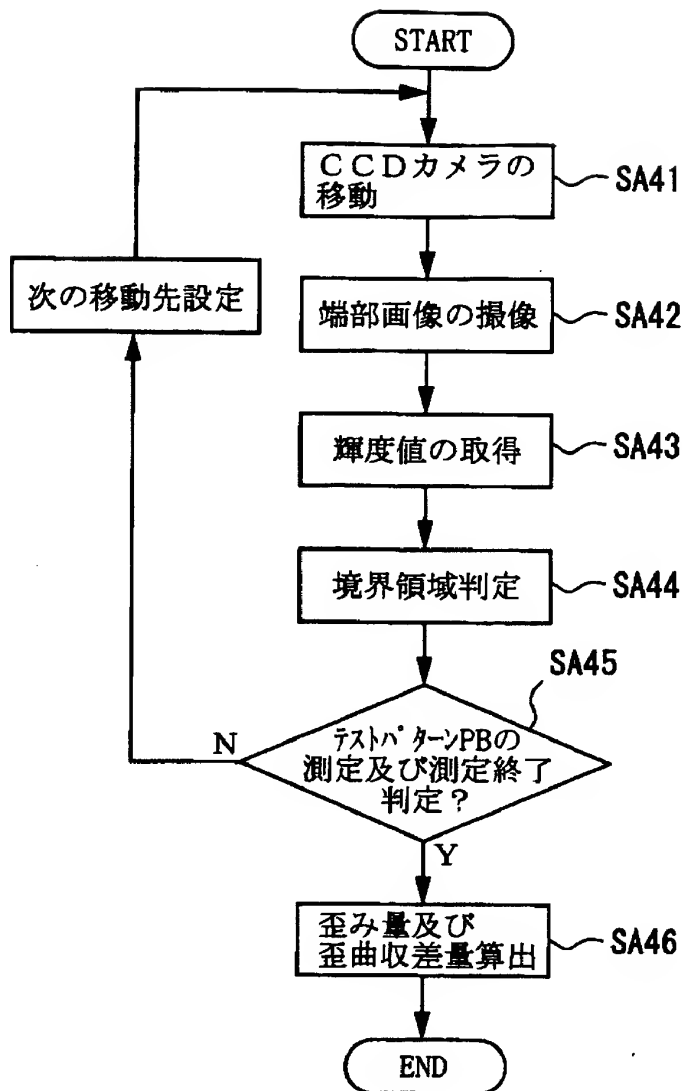 START
CCDカメラの
移動
SA41
次の移動先設定
端部画像の撮像
SA42
輝度値の取得
SA43
境界領域判定
SA44
SA45
テストパターンPBの
測定及び測定終了
判定?
N
Y
歪み量及び
歪曲収差量算出
SA46
END